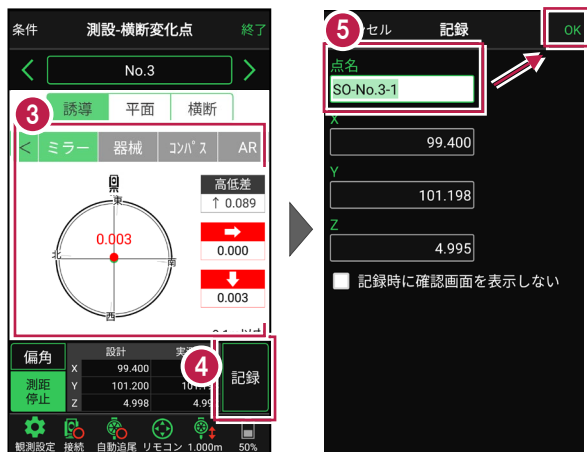 条件 測設-横断変化点 終了
< No.3 >
誘導 平面 横断
3
< ミラー 器械 ｺﾝﾊﾟｽ AR
高低差
↑ 0.089
東
0.003
0.000
北 南
0.003
西
偏角 設計
4
X 99.400
測距 Y 101.200
停止 Z 4.998
記録
観測設定 接続 自動追尾 リモコン 1.000m 50%
5
セル 記録 OK
点名
SO-No.3-1
X
99.400
Y
101.198
Z
4.995
記録時に確認画面を表示しない